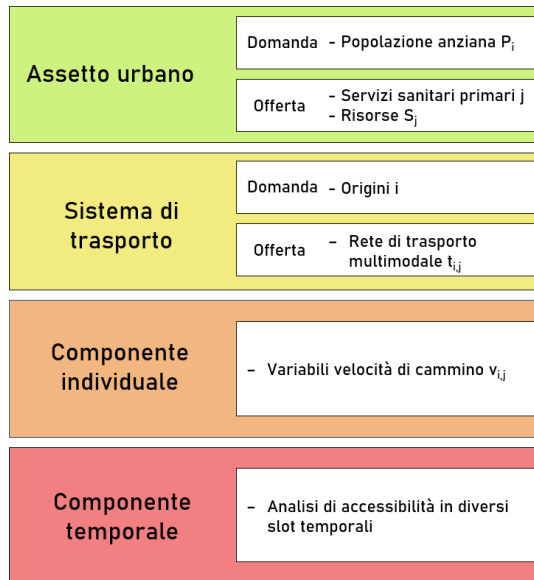 Assetto urbano
Domanda - Popolazione anziana Pi
Offerta - Servizi sanitari primari j
- Risorse Sj
Sistema di
trasporto
Domanda - Origini i
Offerta – Rete di trasporto
multimodale ti,j
Componente
individuale
– Variabili velocità di cammino vi,j
Componente
temporale
– Analisi di accessibilità in diversi
slot temporali